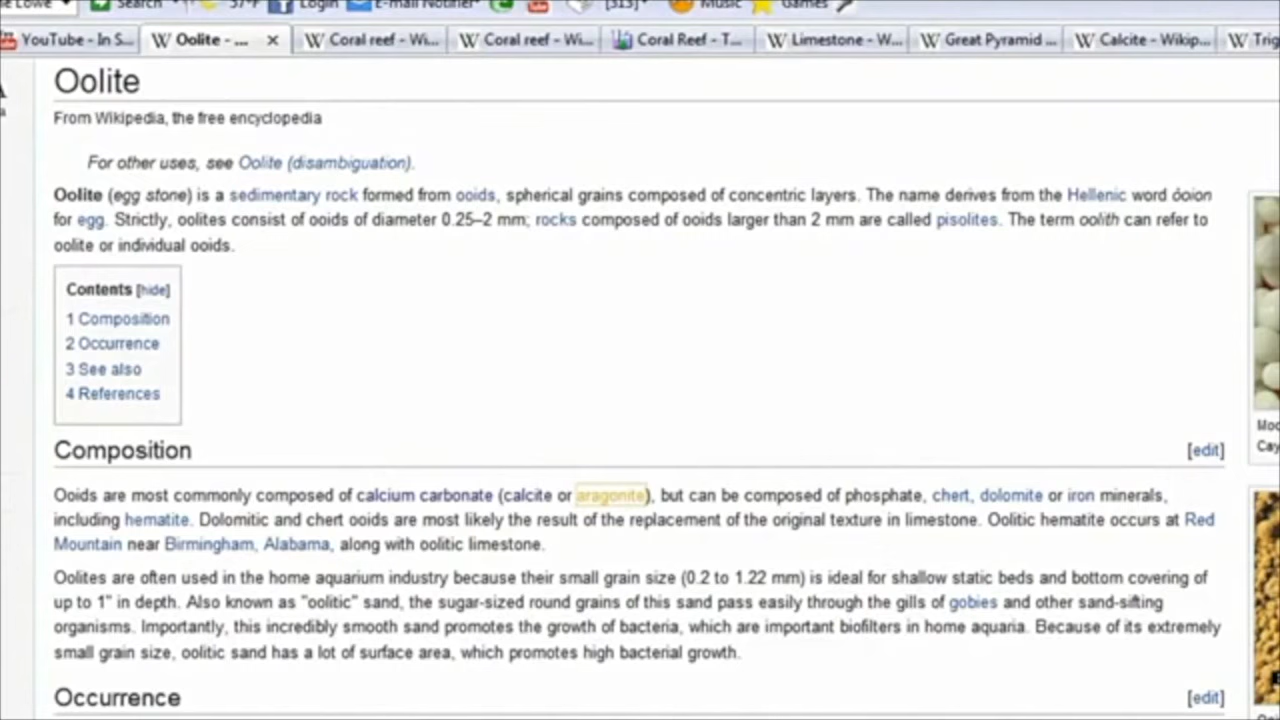 Search
Login
E-mail Notifier
[313]
Music
Games
YouTube - In S...
Oolite - ...
Coral reef - Wi...
Coral reef - Wi...
Coral Reef - T...
Limestone - W...
Great Pyramid ...
Calcite - Wikip...
Oolite
From Wikipedia, the free encyclopedia
For other uses, see Oolite (disambiguation).
Oolite (egg stone) is a sedimentary rock formed from ooids, spherical grains composed of concentric layers. The name derives from the Hellenic word òoion
for egg. Strictly, oolites consist of ooids of diameter 0.25–2 mm; rocks composed of ooids larger than 2 mm are called pisolites. The term oolith can refer to
oolite or individual ooids.
Contents [hide]
1 Composition
2 Occurrence
3 See also
4 References
Composition
[edit]
Ooids are most commonly composed of calcium carbonate (calcite or aragonite), but can be composed of phosphate, chert, dolomite or iron minerals,
including hematite. Dolomitic and chert ooids are most likely the result of the replacement of the original texture in limestone. Oolitic hematite occurs at Red
Mountain near Birmingham, Alabama, along with oolitic limestone.
Oolites are often used in the home aquarium industry because their small grain size (0.2 to 1.22 mm) is ideal for shallow static beds and bottom covering of
up to 1" in depth. Also known as "oolitic" sand, the sugar-sized round grains of this sand pass easily through the gills of gobies and other sand-sifting
organisms. Importantly, this incredibly smooth sand promotes the growth of bacteria, which are important biofilters in home aquaria. Because of its extremely
small grain size, oolitic sand has a lot of surface area, which promotes high bacterial growth.
Occurrence
[edit]